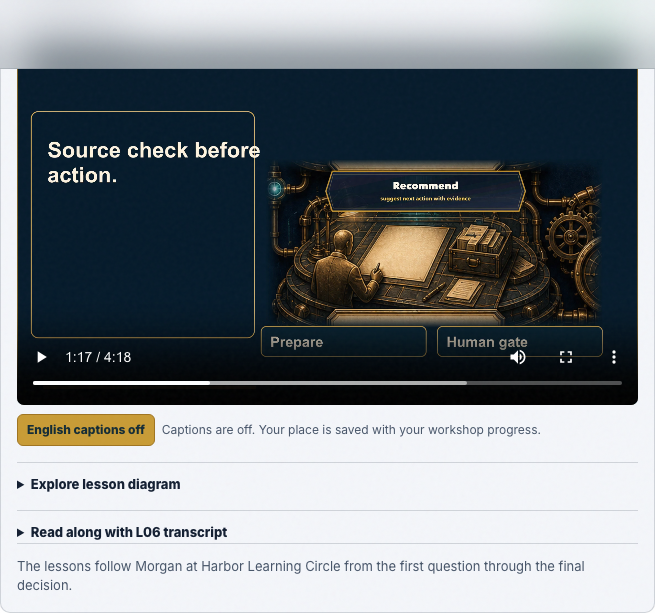 Source check before
action.
Recommend
suggest next action with evidence
Prepare
Human gate
1:17 / 4:18
English captions off
Captions are off. Your place is saved with your workshop progress.
Explore lesson diagram
Read along with L06 transcript
The lessons follow Morgan at Harbor Learning Circle from the first question through the final
decision.